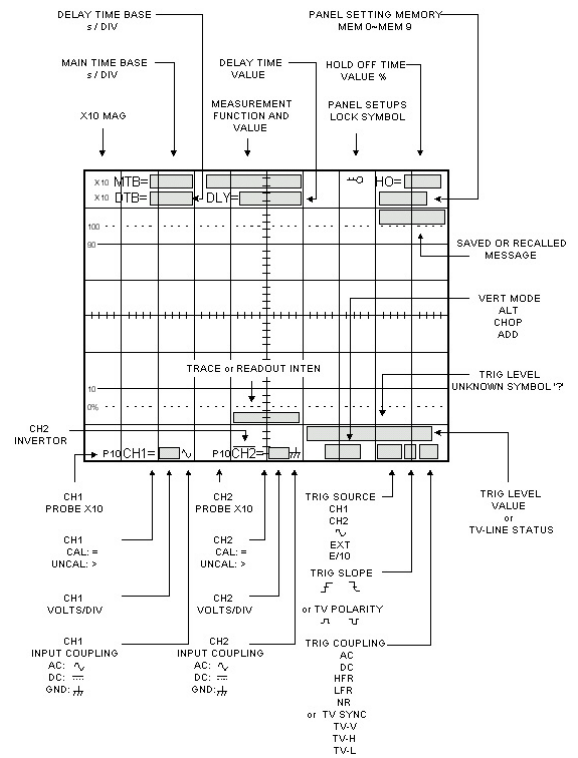 DELAY TIME BASE
s / DIV
PANEL SETTING MEMORY
MEM 0~MEM 9
MAIN TIME BASE
s / DIV
DELAY TIME
VALUE
HOLD OFF TIME
VALUE %
X10 MAG
MEASUREMENT
FUNCTION AND
VALUE
PANEL SETUPS
LOCK SYMBOL
X10 MTB=
HO=
X10 DTB=
DLY=
100
90
SAVED OR RECALLED
MESSAGE
VERT MODE
ALT
CHOP
ADD
TRACE or READOUT INTEN
TRIG LEVEL
UNKNOWN SYMBOL '?'
10
0%
CH2
INVERTOR
P10 CH1=
P10 CH2=
CH1
PROBE X10
CH2
PROBE X10
TRIG SOURCE
CH1
CH2
EXT
E/10
TRIG LEVEL
VALUE
or
TV-LINE STATUS
CH1
CAL: =
UNCAL: >
CH2
CAL: =
UNCAL: >
TRIG SLOPE
CH1
VOLTS/DIV
CH2
VOLTS/DIV
or TV POLARITY
CH1
INPUT COUPLING
AC:
DC:
GND:
CH2
INPUT COUPLING
AC:
DC:
GND:
TRIG COUPLING
AC
DC
HFR
LFR
NR
or TV SYNC
TV-V
TV-H
TV-L